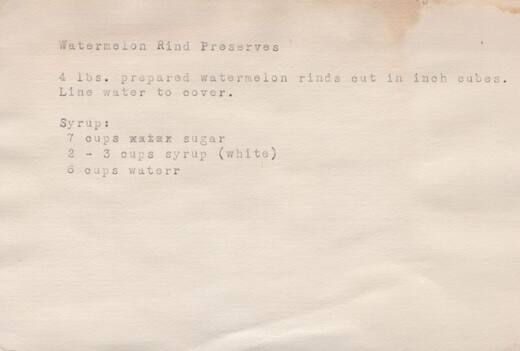 Watermelon Rind Preserves
4 lbs. prepared watermelon rinds cut in inch cubes.
Line water to cover.
Syrup:
7 cups sugar
2 - 3 cups syrup (white)
6 cups waterr